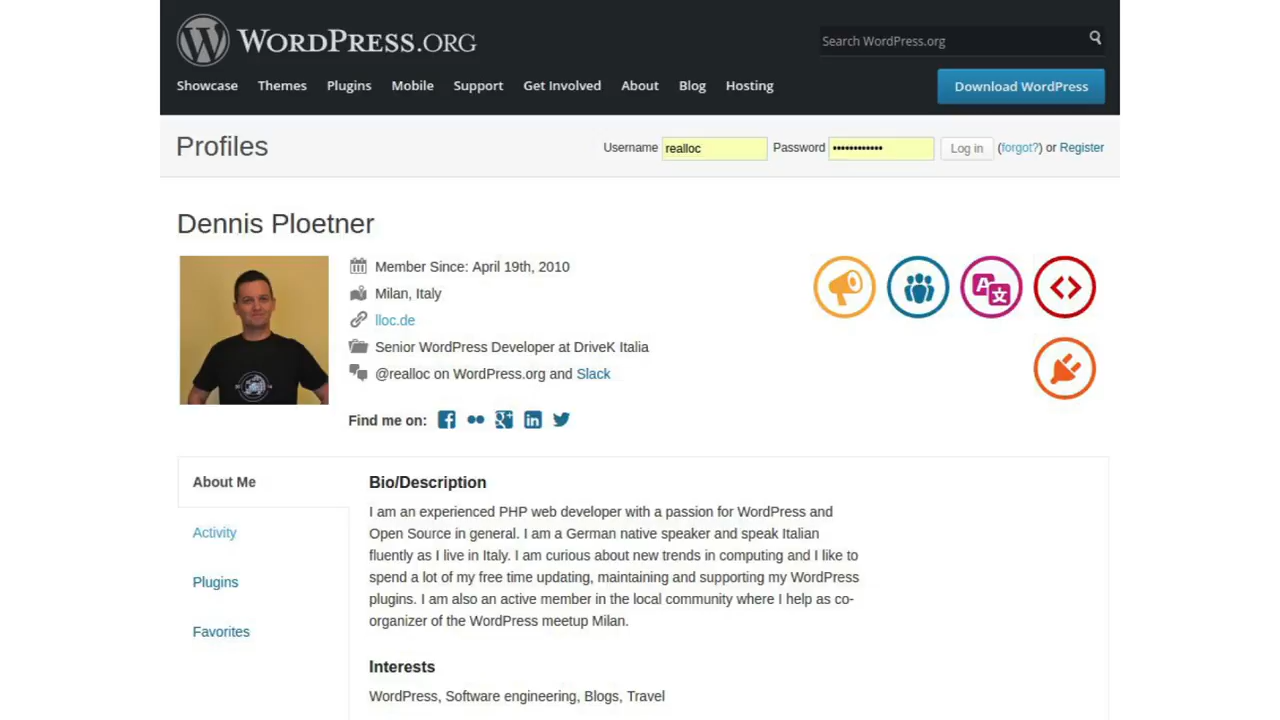 WORDPRESS.ORG
Search WordPress.org
Showcase Themes Plugins Mobile Support Get Involved About Blog Hosting Download WordPress
Profiles Username realloc Password •••••••••••• Log in (forgot?) or Register
Dennis Ploetner
Member Since: April 19th, 2010
Milan, Italy
lloc.de
Senior WordPress Developer at DriveK Italia
@realloc on WordPress.org and Slack
Find me on:
About Me
Activity
Plugins
Favorites
Bio/Description
I am an experienced PHP web developer with a passion for WordPress and
Open Source in general. I am a German native speaker and speak Italian
fluently as I live in Italy. I am curious about new trends in computing and I like to
spend a lot of my free time updating, maintaining and supporting my WordPress
plugins. I am also an active member in the local community where I help as co-
organizer of the WordPress meetup Milan.
Interests
WordPress, Software engineering, Blogs, Travel